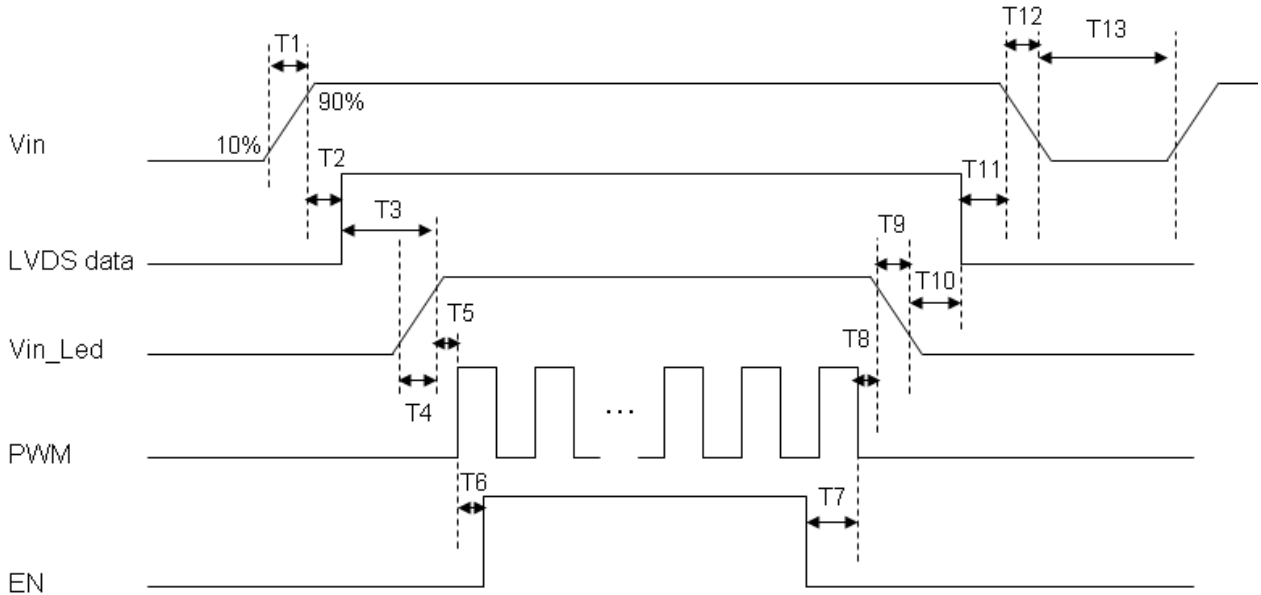 T12
T13
T1
90%
Vin
10%
T2
T11
T3
T9
LVDS data
T10
T5
Vin_Led
T8
T4
...
PWM
T6
T7
EN